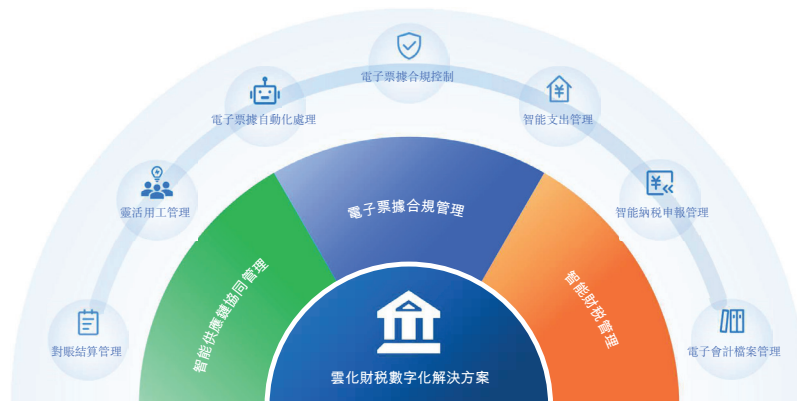 電子票據合規控制
電子票據自動化處理
智能支出管理
靈活用工管理
智能納稅申報管理
對賬結算管理
電子會計檔案管理
電子票據合規管理
智能供應鏈協同管理
智能財稅管理
雲化財稅數字化解決方案